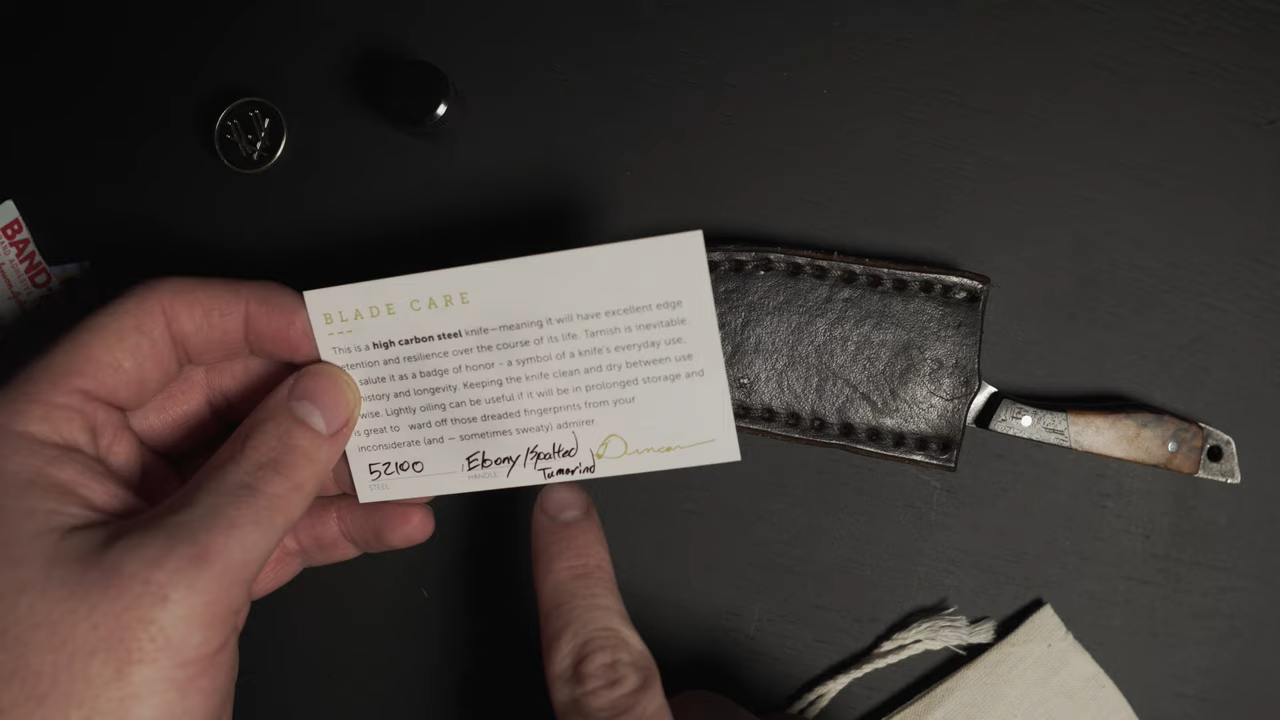 BLADE CARE
This is a high carbon steel knife—meaning it will have excellent edge
etention and resilience over the course of its life. Tarnish is inevitable.
salute it as a badge of honor - a symbol of a knife's everyday use,
history and longevity. Keeping the knife clean and dry between use
wise. Lightly oiling can be useful if it will be in prolonged storage and
is great to ward off those dreaded fingerprints from your
inconsiderate (and — sometimes sweaty) admirer.
52100 Ebony/Spalted Duncan
Tamarind
STEEL HANDLE
BAND